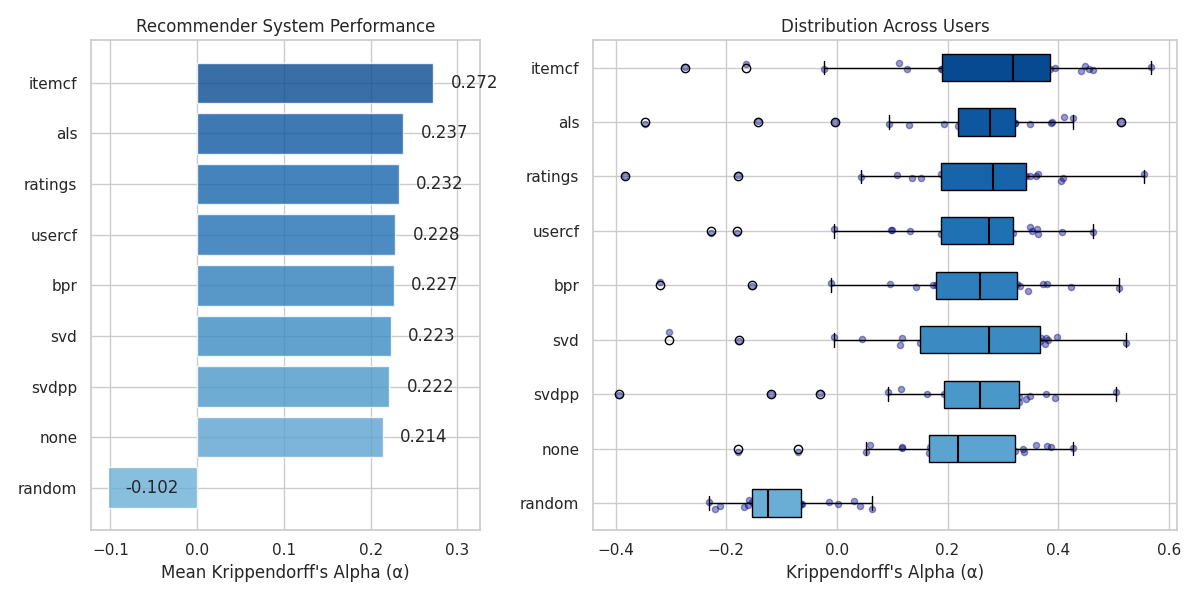 Recommender System Performance
itemcf
0.272
als
0.237
ratings
0.232
usercf
0.228
bpr
0.227
svd
0.223
svdpp
0.222
none
0.214
random
-0.102
−0.1
0.0
0.1
0.2
0.3
Mean Krippendorff's Alpha (α)
Distribution Across Users
itemcf
als
ratings
usercf
bpr
svd
svdpp
none
random
−0.4
−0.2
0.0
0.2
0.4
0.6
Krippendorff's Alpha (α)